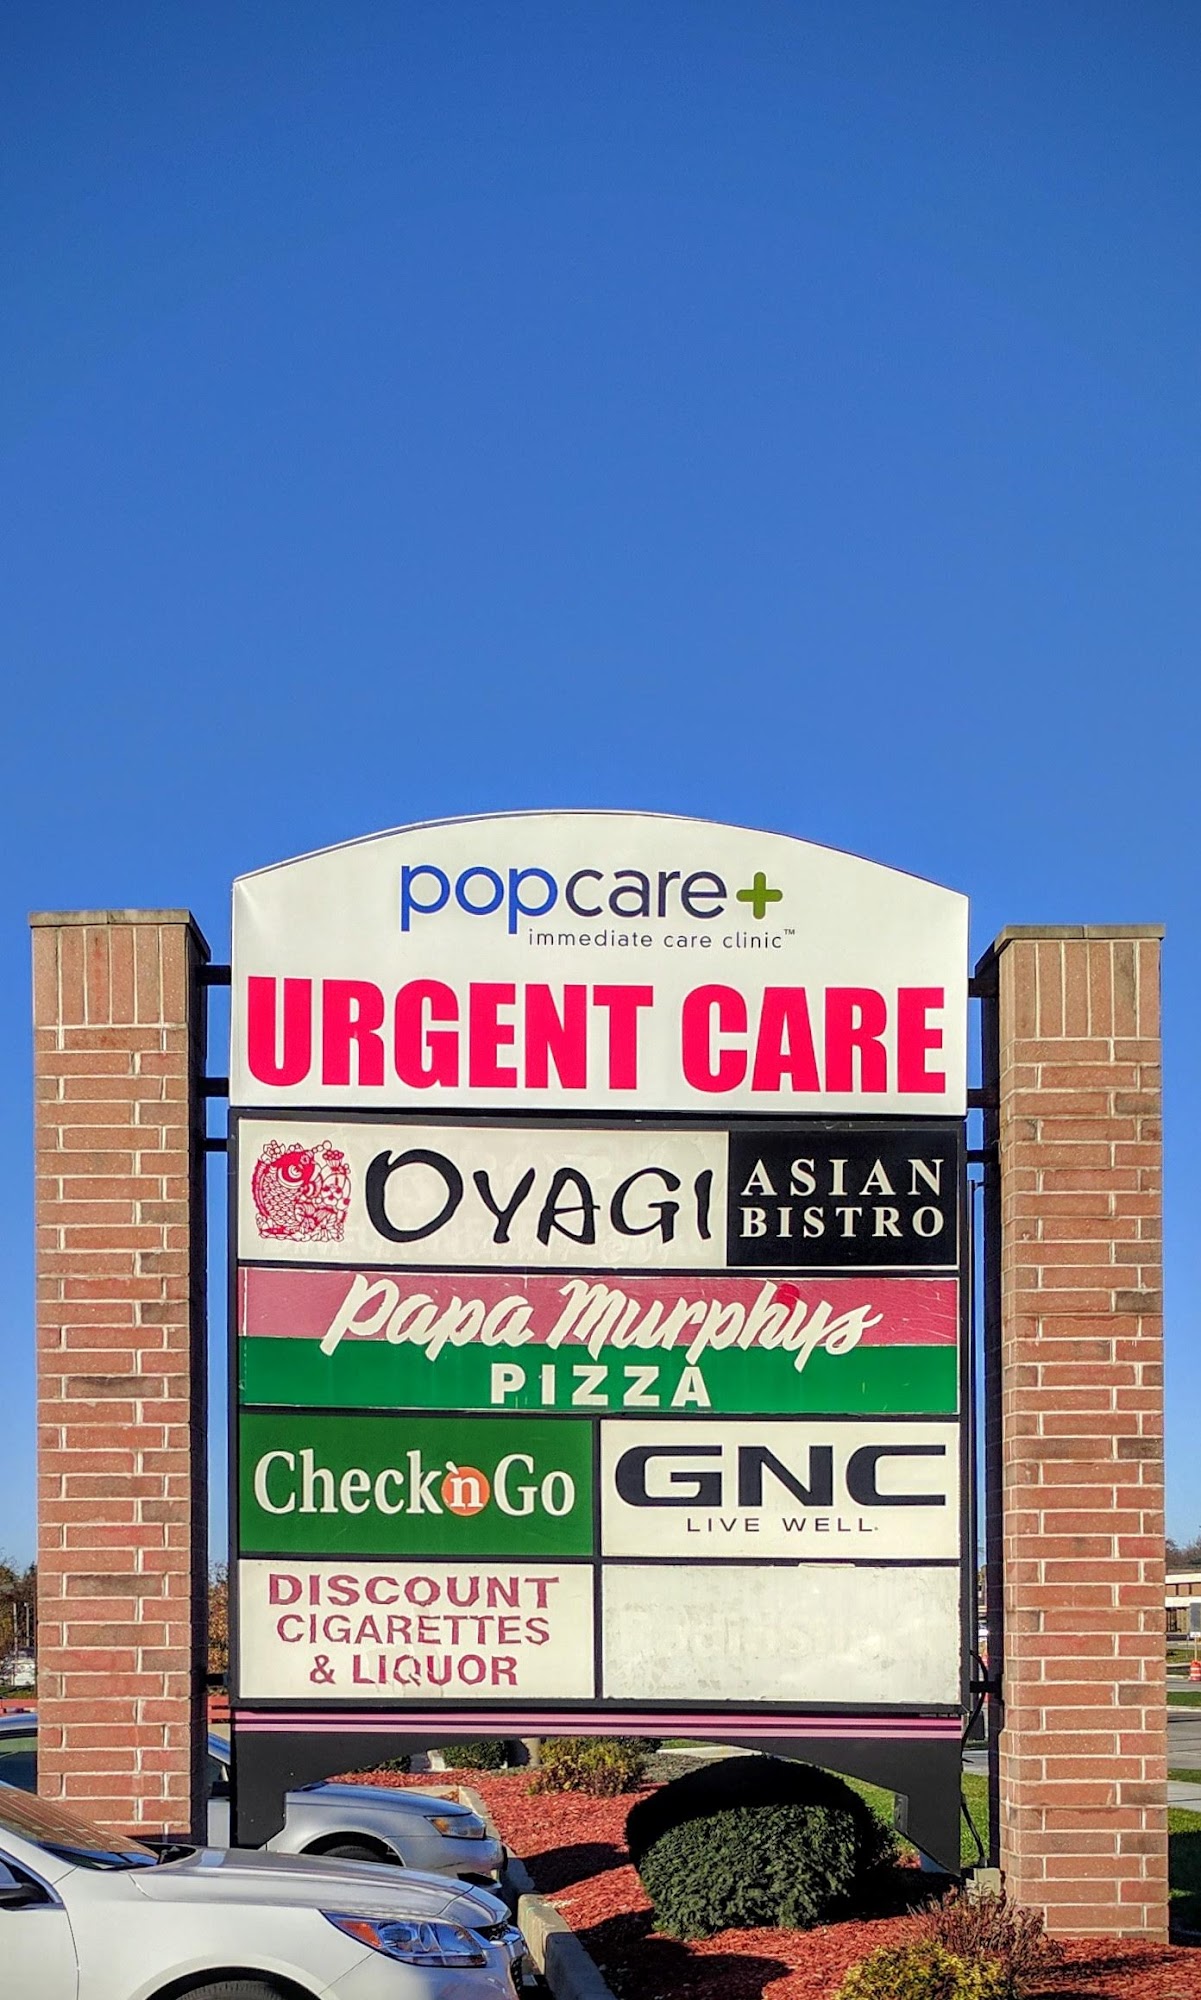 popcare+
immediate care clinic™
URGENT CARE
OYAGI
ASIAN
BISTRO
Papa Murphy's
PIZZA
Check 'n Go
GNC
LIVE WELL.
DISCOUNT
CIGARETTES
& LIQUOR